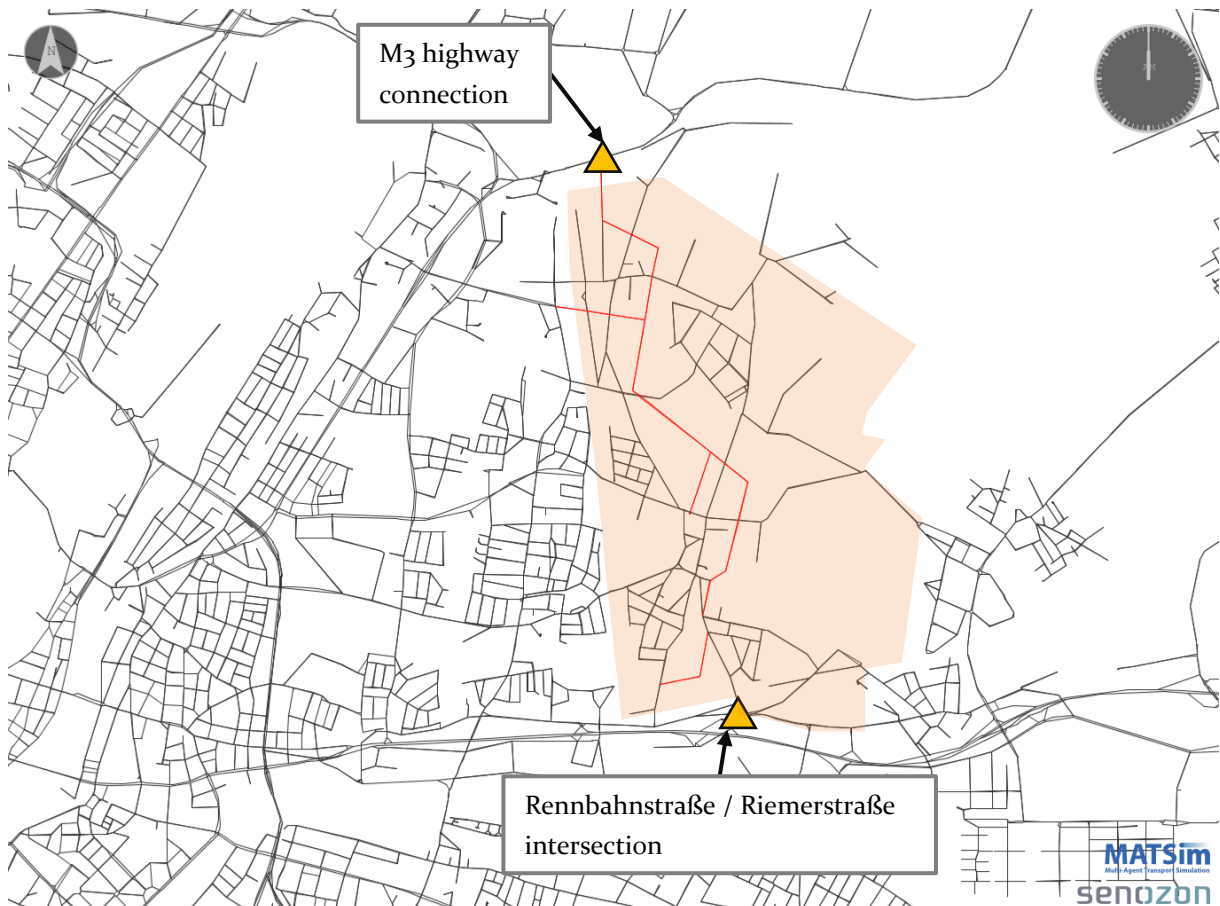 N
M3 highway
connection
Rennbahnstraße / Riemerstraße
intersection
MATSim
Multi-Agent Transport Simulation
senozon